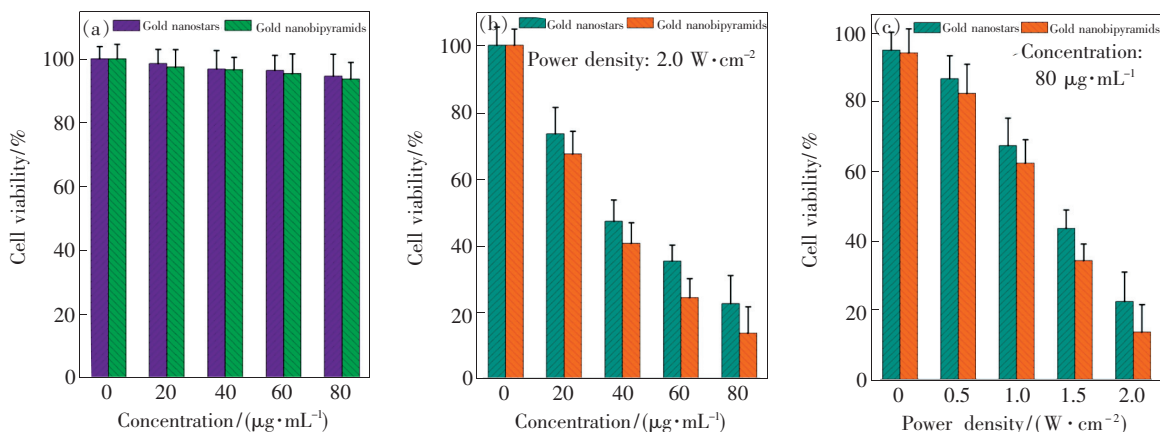 (a)
Gold nanostars
Gold nanobipyramids
100
80
60
40
20
0
Cell viability/%
0 20 40 60 80
Concentration/(μg·mL⁻¹)
(b)
Gold nanostars
Gold nanobipyramids
Power density: 2.0 W·cm⁻²
100
80
60
40
20
0
Cell viability/%
0 20 40 60 80
Concentration/(μg·mL⁻¹)
(c)
Gold nanostars
Gold nanobipyramids
Concentration:
80 μg·mL⁻¹
100
80
60
40
20
0
Cell viability/%
0 0.5 1.0 1.5 2.0
Power density/(W·cm⁻²)